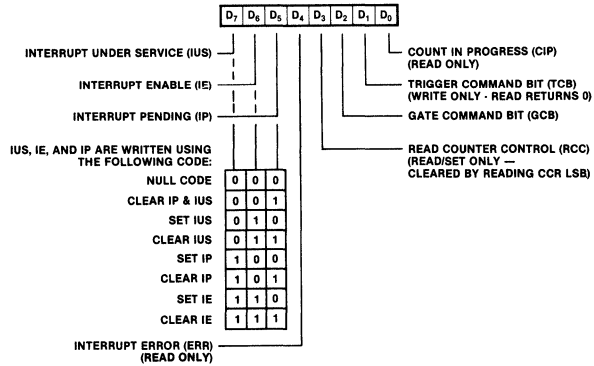 D7 D6 D5 D4 D3 D2 D1 D0
INTERRUPT UNDER SERVICE (IUS)
INTERRUPT ENABLE (IE)
INTERRUPT PENDING (IP)
IUS, IE, AND IP ARE WRITTEN USING
THE FOLLOWING CODE:
NULL CODE 0 0 0
CLEAR IP & IUS 0 0 1
SET IUS 0 1 0
CLEAR IUS 0 1 1
SET IP 1 0 0
CLEAR IP 1 0 1
SET IE 1 1 0
CLEAR IE 1 1 1
INTERRUPT ERROR (ERR)
(READ ONLY)
COUNT IN PROGRESS (CIP)
(READ ONLY)
TRIGGER COMMAND BIT (TCB)
(WRITE ONLY - READ RETURNS 0)
GATE COMMAND BIT (GCB)
READ COUNTER CONTROL (RCC)
(READ/SET ONLY —
CLEARED BY READING CCR LSB)